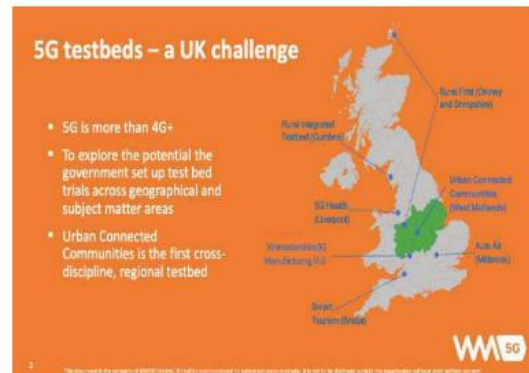 5G testbeds – a UK challenge
• 5G is more than 4G+
• To explore the potential the
government set up test bed
trials across geographical and
subject matter areas
• Urban Connected
Communities is the first cross-
discipline, regional testbed
Rural First (Orkney
and Shropshire)
Rural Integrated
Testbed (Cumbria)
Urban Connected
Communities
(West Midlands)
5G Health
(Liverpool)
Worcestershire 5G
Manufacturing
Auto Air
(Millbrook)
Smart
Tourism (Bristol)
WM
5G
2